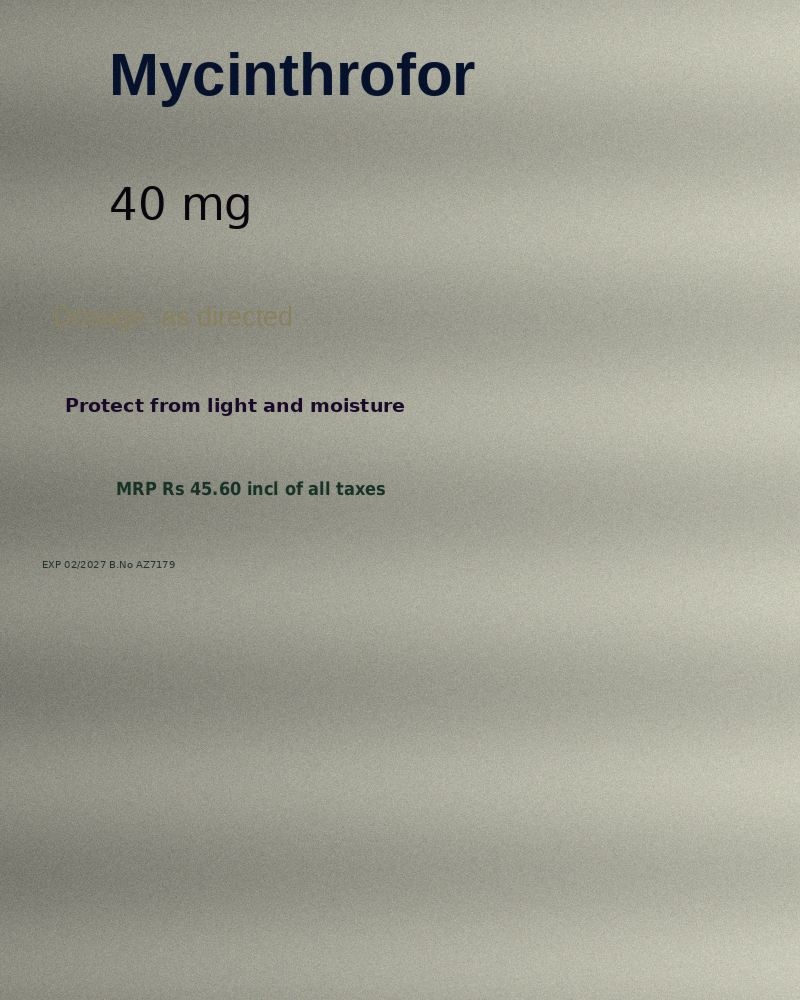 Mycinthrofor
40 mg
Dosage: as directed
Protect from light and moisture
MRP Rs 45.60 incl of all taxes
EXP 02/2027 B.No AZ7179